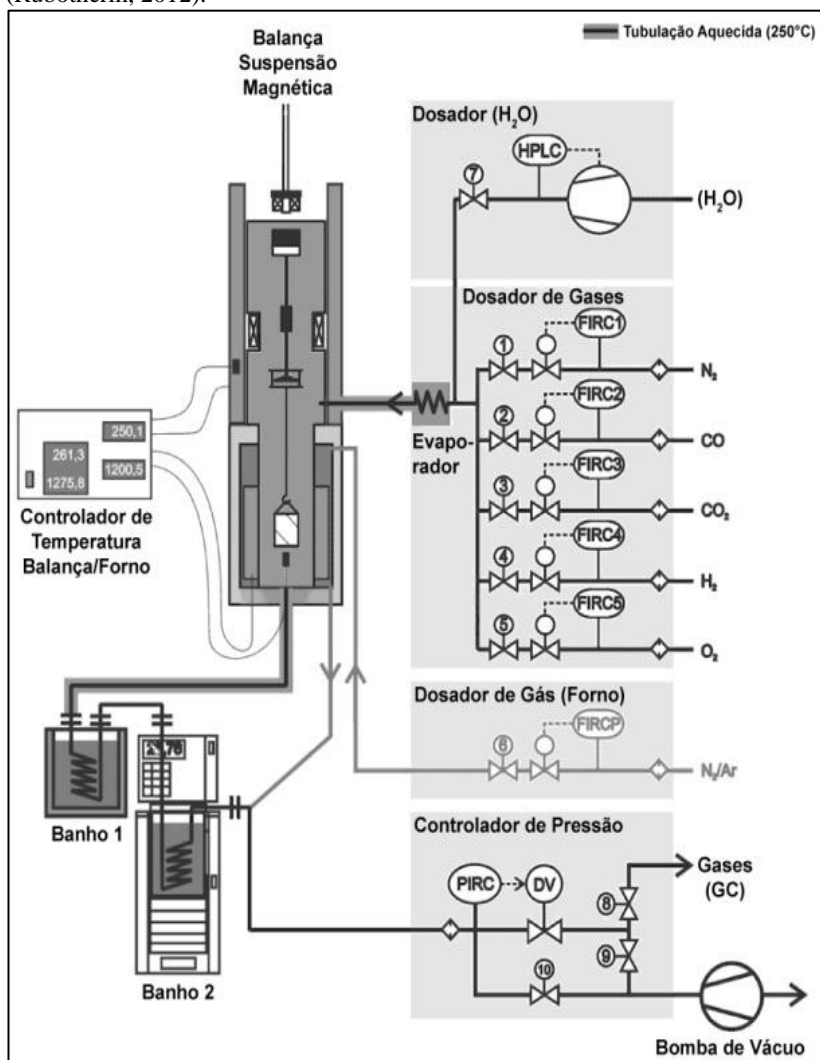 (Rubotherm, 2012).
Tubulação Aquecida (250°C)
Balança
Suspensão
Magnética
Dosador (H₂O)
HPLC
7
(H₂O)
Dosador de Gases
FIRC1
1
N₂
FIRC2
2
CO
Evapo-
rador
FIRC3
3
CO₂
FIRC4
4
H₂
FIRC5
5
O₂
250,1
261,3
1200,5
1275,8
Controlador de
Temperatura
Balança/Forno
Dosador de Gás (Forno)
FIRCP
6
N₂/Ar
Banho 1
Banho 2
Controlador de Pressão
PIRC
DV
Gases
(GC)
8
9
10
Bomba de Vácuo